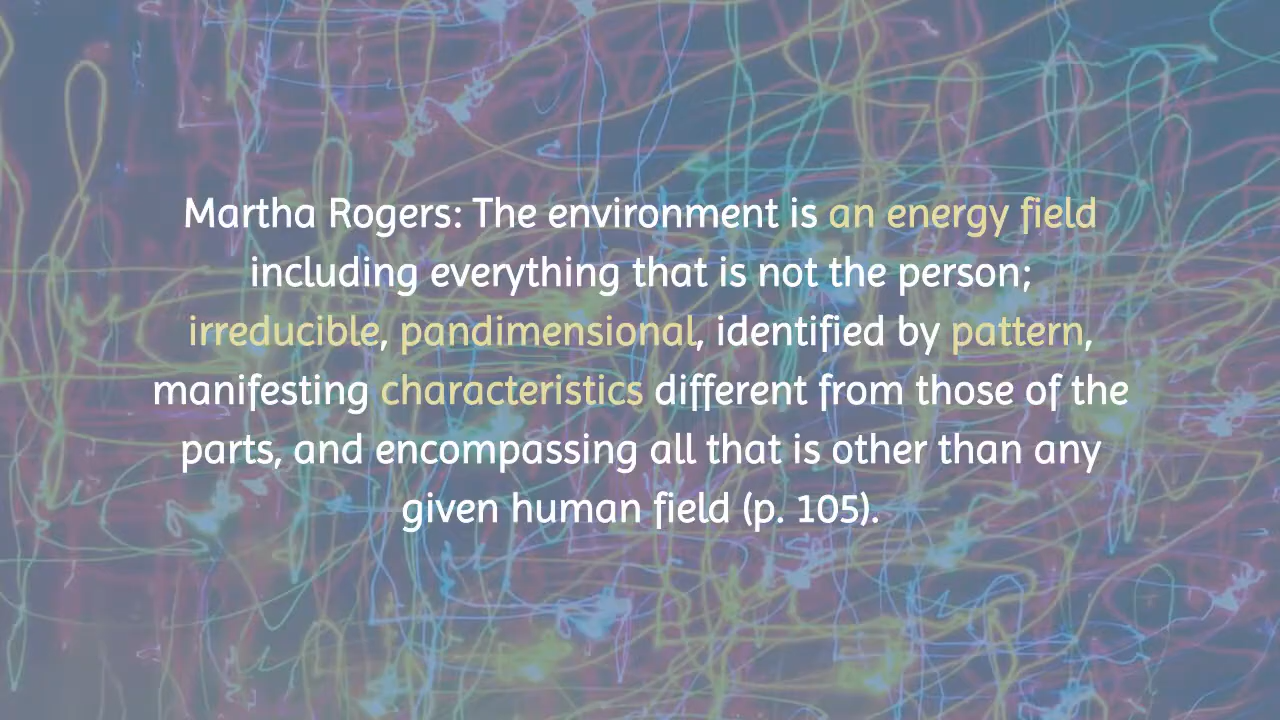 Martha Rogers: The environment is an energy field
including everything that is not the person;
irreducible, pandimensional, identified by pattern,
manifesting characteristics different from those of the
parts, and encompassing all that is other than any
given human field (p. 105).